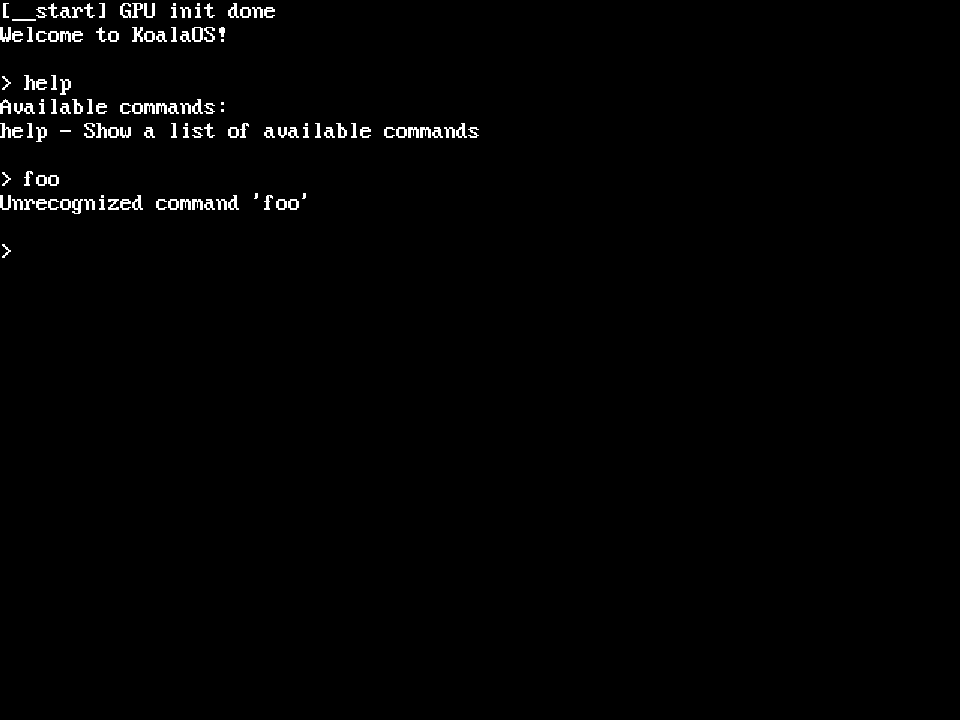 [__start] GPU init done
Welcome to KoalaOS!
> help
Available commands:
help - Show a list of available commands
> foo
Unrecognized command 'foo'
>